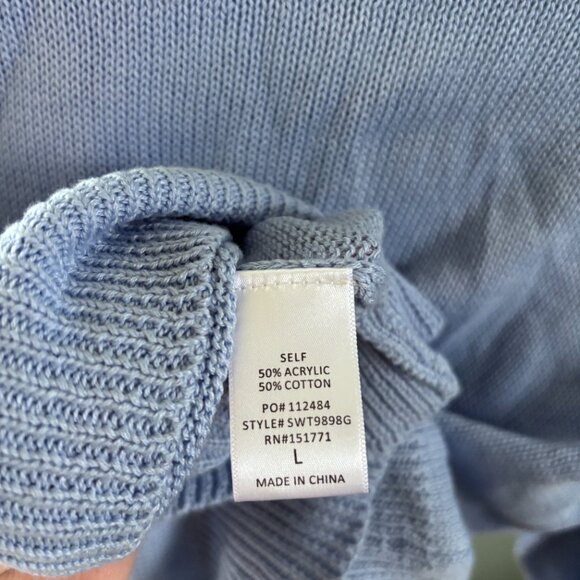 SELF
50% ACRYLIC
50% COTTON
PO# 112484
STYLE# SWT9898G
RN#151771
L
MADE IN CHINA